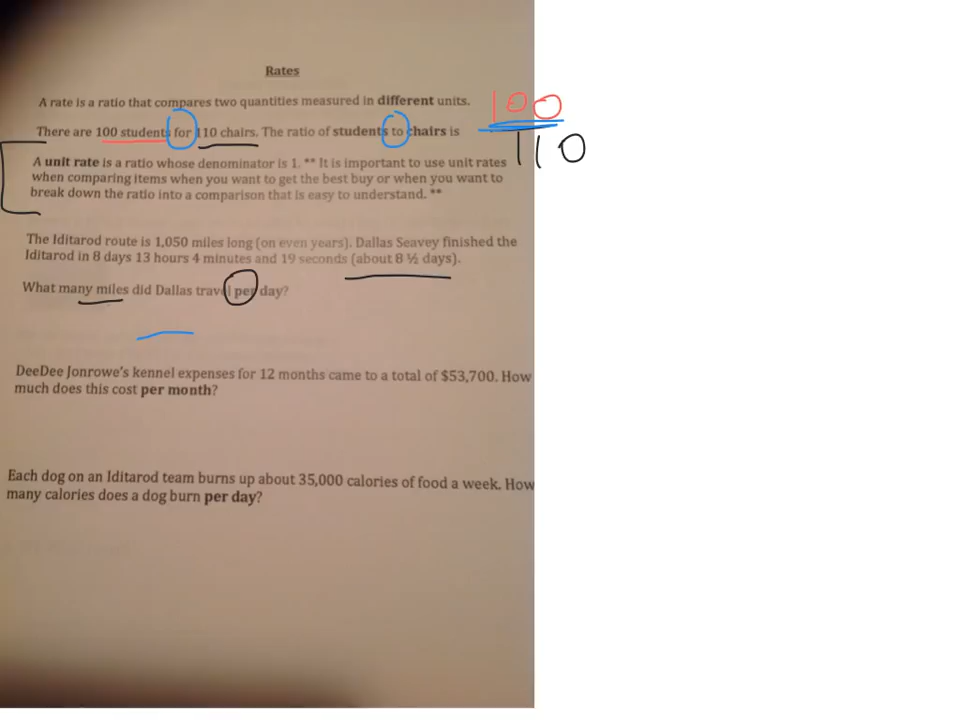 Rates
A rate is a ratio that compares two quantities measured in different units.
100
There are 100 students for 110 chairs. The ratio of students to chairs is
110
A unit rate is a ratio whose denominator is 1. ** It is important to use unit rates
when comparing items when you want to get the best buy or when you want to
break down the ratio into a comparison that is easy to understand. **
The Iditarod route is 1,050 miles long (on even years). Dallas Seavey finished the
Iditarod in 8 days 13 hours 4 minutes and 19 seconds (about 8 ½ days).
What many miles did Dallas travel per day?
DeeDee Jonrowe's kennel expenses for 12 months came to a total of $53,700. How
much does this cost per month?
Each dog on an Iditarod team burns up about 35,000 calories of food a week. How
many calories does a dog burn per day?